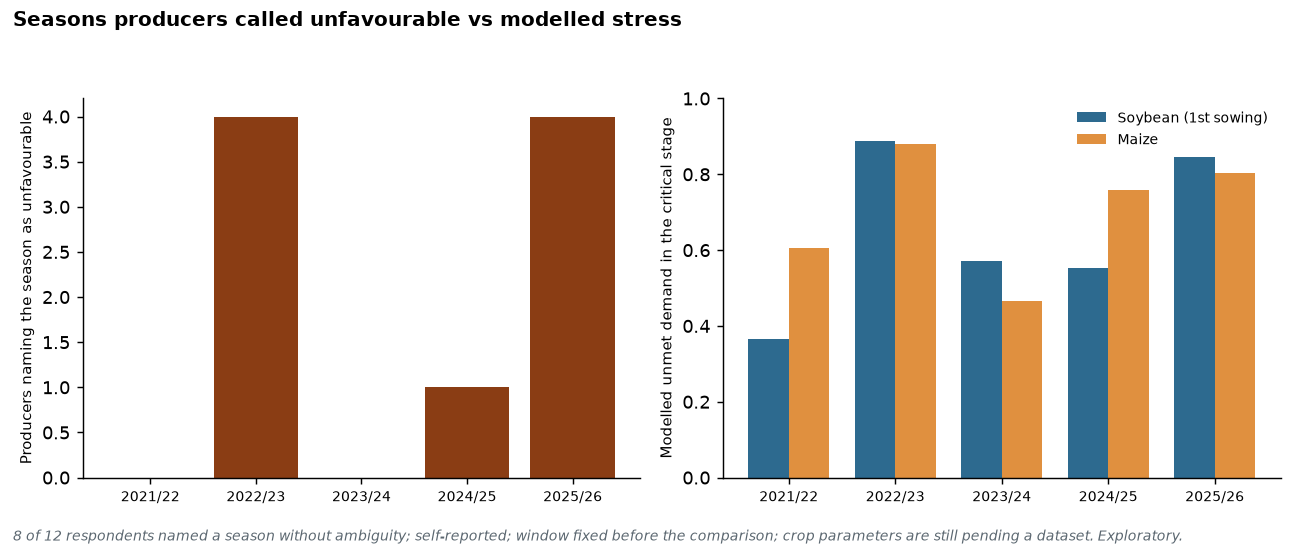 Seasons producers called unfavourable vs modelled stress
Producers naming the season as unfavourable
4.0
3.5
3.0
2.5
2.0
1.5
1.0
0.5
0.0
2021/22 2022/23 2023/24 2024/25 2025/26
Modelled unmet demand in the critical stage
1.0
0.8
0.6
0.4
0.2
0.0
Soybean (1st sowing)
Maize
2021/22 2022/23 2023/24 2024/25 2025/26
8 of 12 respondents named a season without ambiguity; self-reported; window fixed before the comparison; crop parameters are still pending a dataset. Exploratory.